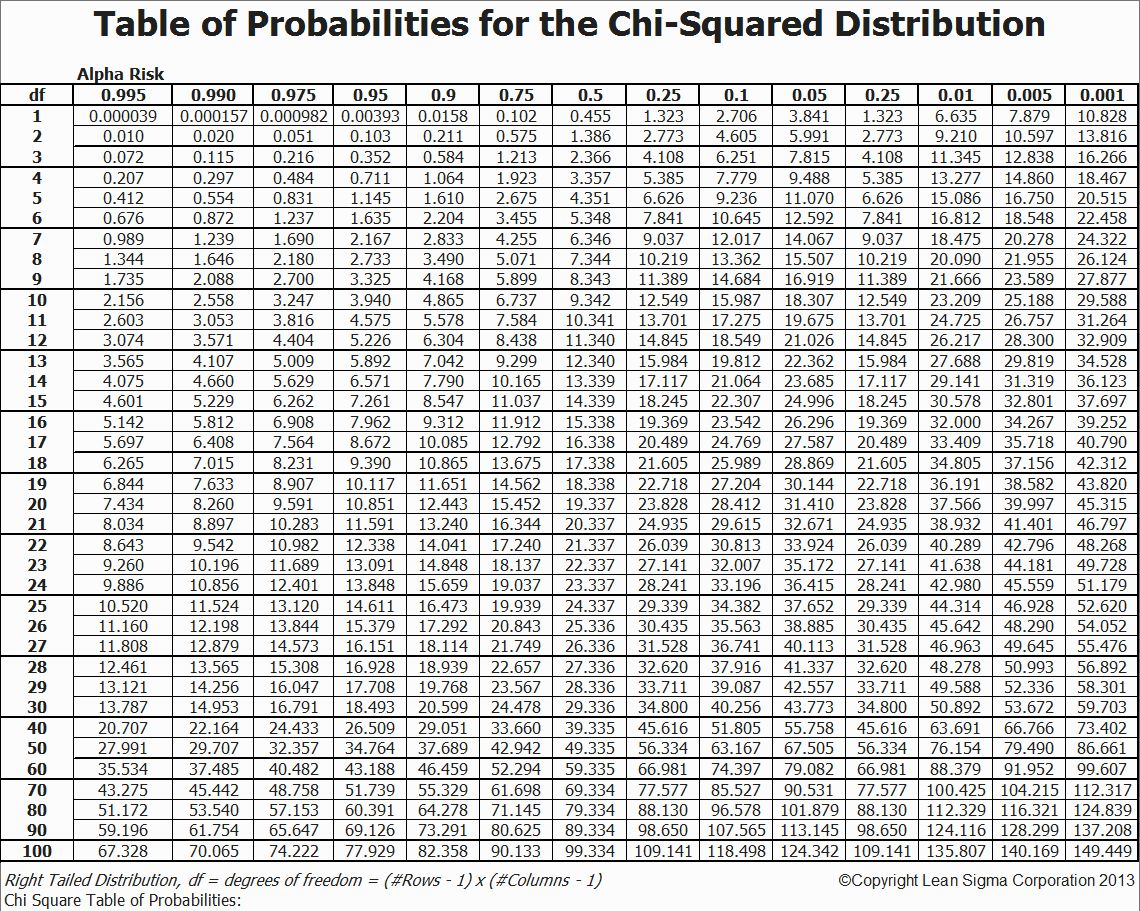 Table of Probabilities for the Chi-Squared Distribution
Alpha Risk
df 0.995 0.990 0.975 0.95 0.9 0.75 0.5 0.25 0.1 0.05 0.25 0.01 0.005 0.001
1 0.000039 0.000157 0.000982 0.00393 0.0158 0.102 0.455 1.323 2.706 3.841 1.323 6.635 7.879 10.828
2 0.010 0.020 0.051 0.103 0.211 0.575 1.386 2.773 4.605 5.991 2.773 9.210 10.597 13.816
3 0.072 0.115 0.216 0.352 0.584 1.213 2.366 4.108 6.251 7.815 4.108 11.345 12.838 16.266
4 0.207 0.297 0.484 0.711 1.064 1.923 3.357 5.385 7.779 9.488 5.385 13.277 14.860 18.467
5 0.412 0.554 0.831 1.145 1.610 2.675 4.351 6.626 9.236 11.070 6.626 15.086 16.750 20.515
6 0.676 0.872 1.237 1.635 2.204 3.455 5.348 7.841 10.645 12.592 7.841 16.812 18.548 22.458
7 0.989 1.239 1.690 2.167 2.833 4.255 6.346 9.037 12.017 14.067 9.037 18.475 20.278 24.322
8 1.344 1.646 2.180 2.733 3.490 5.071 7.344 10.219 13.362 15.507 10.219 20.090 21.955 26.124
9 1.735 2.088 2.700 3.325 4.168 5.899 8.343 11.389 14.684 16.919 11.389 21.666 23.589 27.877
10 2.156 2.558 3.247 3.940 4.865 6.737 9.342 12.549 15.987 18.307 12.549 23.209 25.188 29.588
11 2.603 3.053 3.816 4.575 5.578 7.584 10.341 13.701 17.275 19.675 13.701 24.725 26.757 31.264
12 3.074 3.571 4.404 5.226 6.304 8.438 11.340 14.845 18.549 21.026 14.845 26.217 28.300 32.909
13 3.565 4.107 5.009 5.892 7.042 9.299 12.340 15.984 19.812 22.362 15.984 27.688 29.819 34.528
14 4.075 4.660 5.629 6.571 7.790 10.165 13.339 17.117 21.064 23.685 17.117 29.141 31.319 36.123
15 4.601 5.229 6.262 7.261 8.547 11.037 14.339 18.245 22.307 24.996 18.245 30.578 32.801 37.697
16 5.142 5.812 6.908 7.962 9.312 11.912 15.338 19.369 23.542 26.296 19.369 32.000 34.267 39.252
17 5.697 6.408 7.564 8.672 10.085 12.792 16.338 20.489 24.769 27.587 20.489 33.409 35.718 40.790
18 6.265 7.015 8.231 9.390 10.865 13.675 17.338 21.605 25.989 28.869 21.605 34.805 37.156 42.312
19 6.844 7.633 8.907 10.117 11.651 14.562 18.338 22.718 27.204 30.144 22.718 36.191 38.582 43.820
20 7.434 8.260 9.591 10.851 12.443 15.452 19.337 23.828 28.412 31.410 23.828 37.566 39.997 45.315
21 8.034 8.897 10.283 11.591 13.240 16.344 20.337 24.935 29.615 32.671 24.935 38.932 41.401 46.797
22 8.643 9.542 10.982 12.338 14.041 17.240 21.337 26.039 30.813 33.924 26.039 40.289 42.796 48.268
23 9.260 10.196 11.689 13.091 14.848 18.137 22.337 27.141 32.007 35.172 27.141 41.638 44.181 49.728
24 9.886 10.856 12.401 13.848 15.659 19.037 23.337 28.241 33.196 36.415 28.241 42.980 45.559 51.179
25 10.520 11.524 13.120 14.611 16.473 19.939 24.337 29.339 34.382 37.652 29.339 44.314 46.928 52.620
26 11.160 12.198 13.844 15.379 17.292 20.843 25.336 30.435 35.563 38.885 30.435 45.642 48.290 54.052
27 11.808 12.879 14.573 16.151 18.114 21.749 26.336 31.528 36.741 40.113 31.528 46.963 49.645 55.476
28 12.461 13.565 15.308 16.928 18.939 22.657 27.336 32.620 37.916 41.337 32.620 48.278 50.993 56.892
29 13.121 14.256 16.047 17.708 19.768 23.567 28.336 33.711 39.087 42.557 33.711 49.588 52.336 58.301
30 13.787 14.953 16.791 18.493 20.599 24.478 29.336 34.800 40.256 43.773 34.800 50.892 53.672 59.703
40 20.707 22.164 24.433 26.509 29.051 33.660 39.335 45.616 51.805 55.758 45.616 63.691 66.766 73.402
50 27.991 29.707 32.357 34.764 37.689 42.942 49.335 56.334 63.167 67.505 56.334 76.154 79.490 86.661
60 35.534 37.485 40.482 43.188 46.459 52.294 59.335 66.981 74.397 79.082 66.981 88.379 91.952 99.607
70 43.275 45.442 48.758 51.739 55.329 61.698 69.334 77.577 85.527 90.531 77.577 100.425 104.215 112.317
80 51.172 53.540 57.153 60.391 64.278 71.145 79.334 88.130 96.578 101.879 88.130 112.329 116.321 124.839
90 59.196 61.754 65.647 69.126 73.291 80.625 89.334 98.650 107.565 113.145 98.650 124.116 128.299 137.208
100 67.328 70.065 74.222 77.929 82.358 90.133 99.334 109.141 118.498 124.342 109.141 135.807 140.169 149.449
Right Tailed Distribution, df = degrees of freedom = (#Rows - 1) x (#Columns - 1) ©Copyright Lean Sigma Corporation 2013
Chi Square Table of Probabilities: